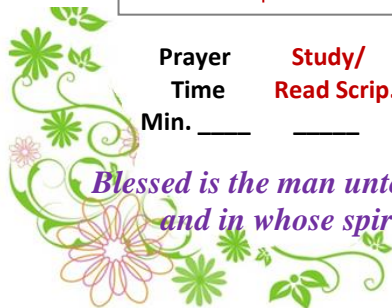 Prayer Study/
Time Read Scrip.
Min. ____ _____
Blessed is the man unto
and in whose spir